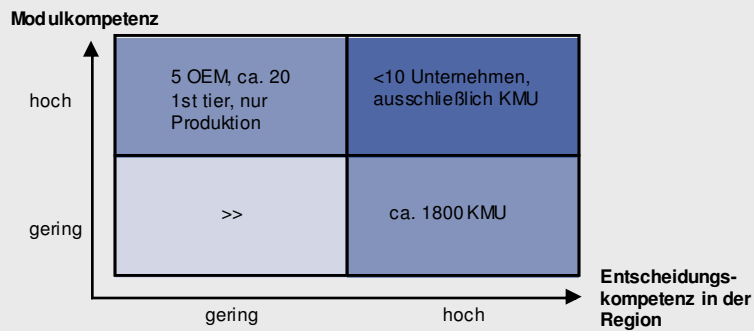 Modulkompetenz
hoch
5 OEM, ca. 20
1st tier, nur
Produktion
<10 Unternehmen,
ausschließlich KMU
gering
>>
ca. 1800 KMU
gering
hoch
Entscheidungs-
kompetenz in der
Region